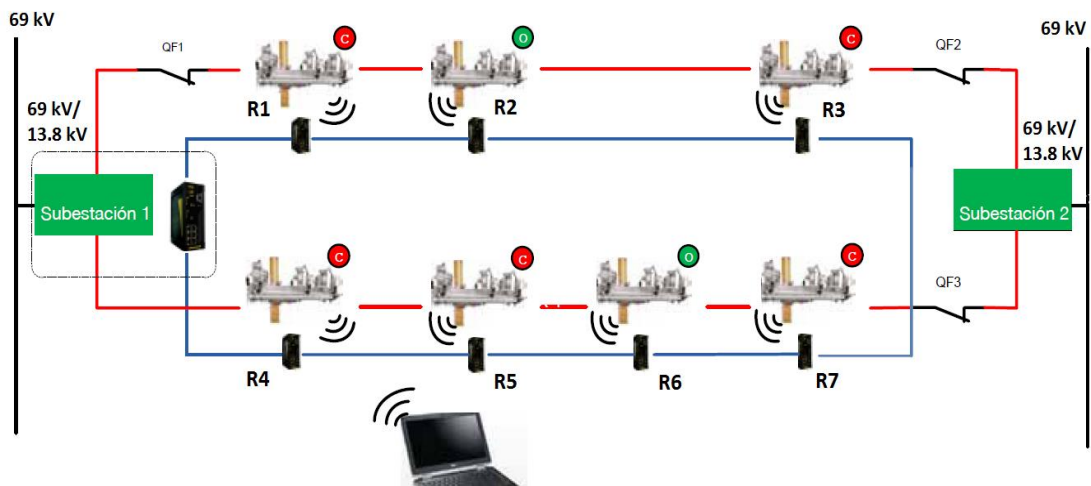 69 kV
69 kV
QF1
C
O
C
QF2
R1
R2
R3
69 kV/
13.8 kV
69 kV/
13.8 kV
Subestación 1
Subestación 2
C
C
O
C
QF3
R4
R5
R6
R7